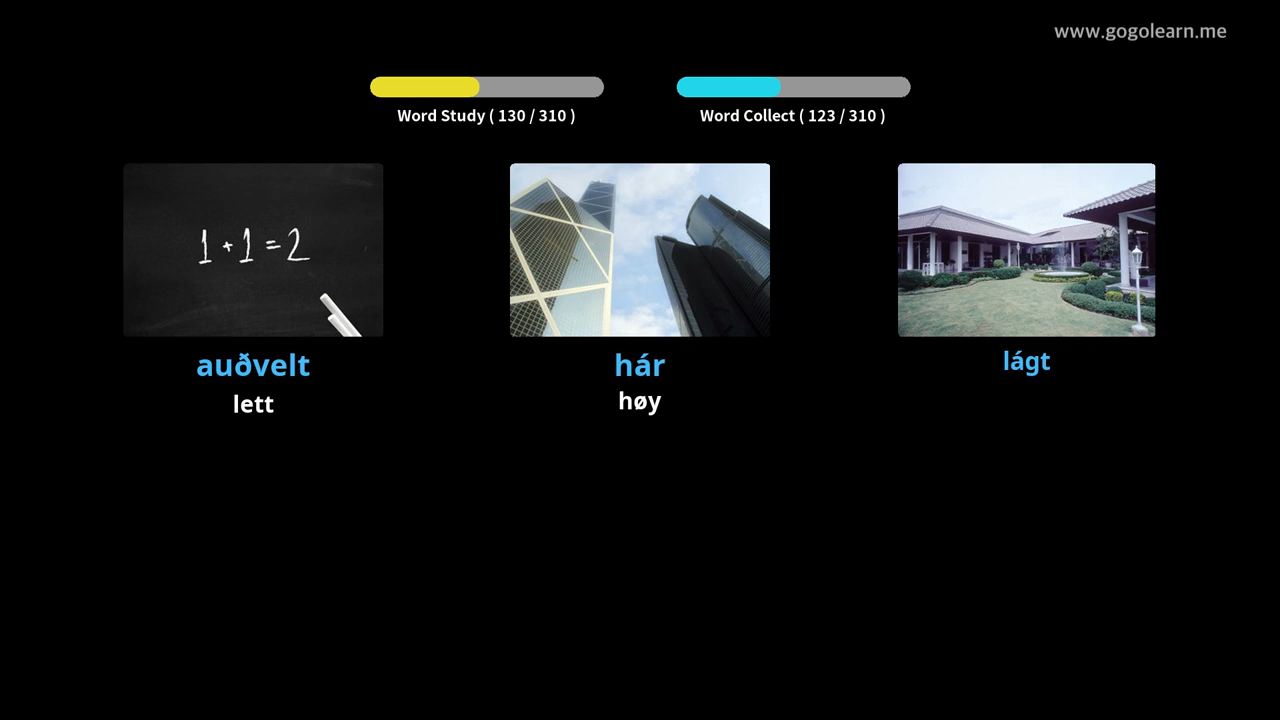 www.gogolearn.me
Word Study ( 130 / 310 )
Word Collect ( 123 / 310 )
1 + 1 = 2
auðvelt
lett
hár
høy
lágt